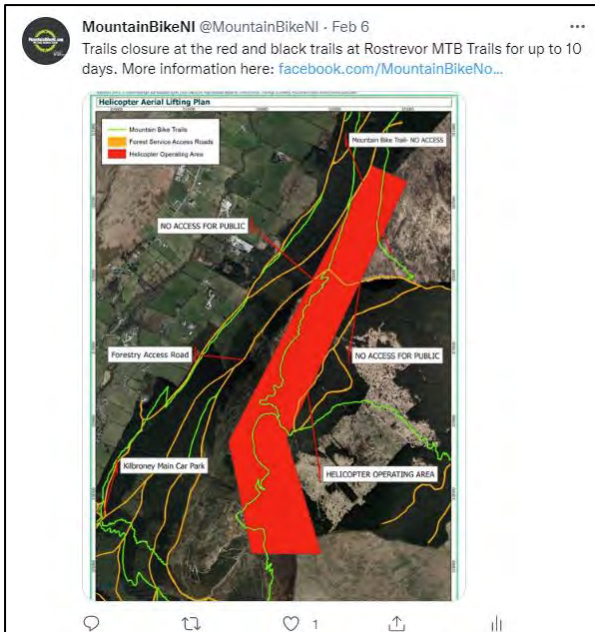 MountainBikeNI @MountainBikeNI · Feb 6
Trails closure at the red and black trails at Rostrevor MTB Trails for up to 10
days. More information here: facebook.com/MountainBikeNo...
Helicopter Aerial Lifting Plan
Mountain Bike Trails
Forest Service Access Roads
Helicopter Operating Area
Mountain Bike Trail- NO ACCESS
NO ACCESS FOR PUBLIC
Forestry Access Road
NO ACCESS FOR PUBLIC
Kilbroney Main Car Park
HELICOPTER OPERATING AREA
1